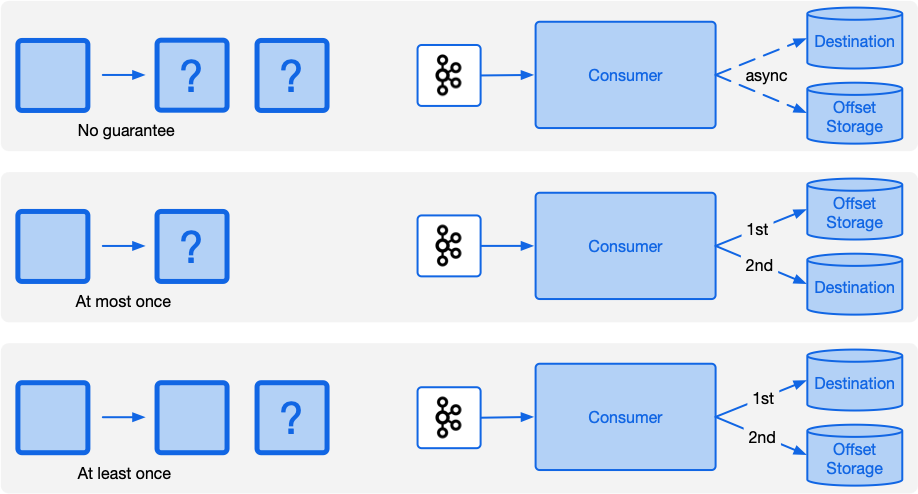 ? ?
No guarantee
Consumer
async
Destination
Offset
Storage
?
At most once
Consumer
1st
2nd
Offset
Storage
Destination
?
At least once
Consumer
1st
2nd
Destination
Offset
Storage